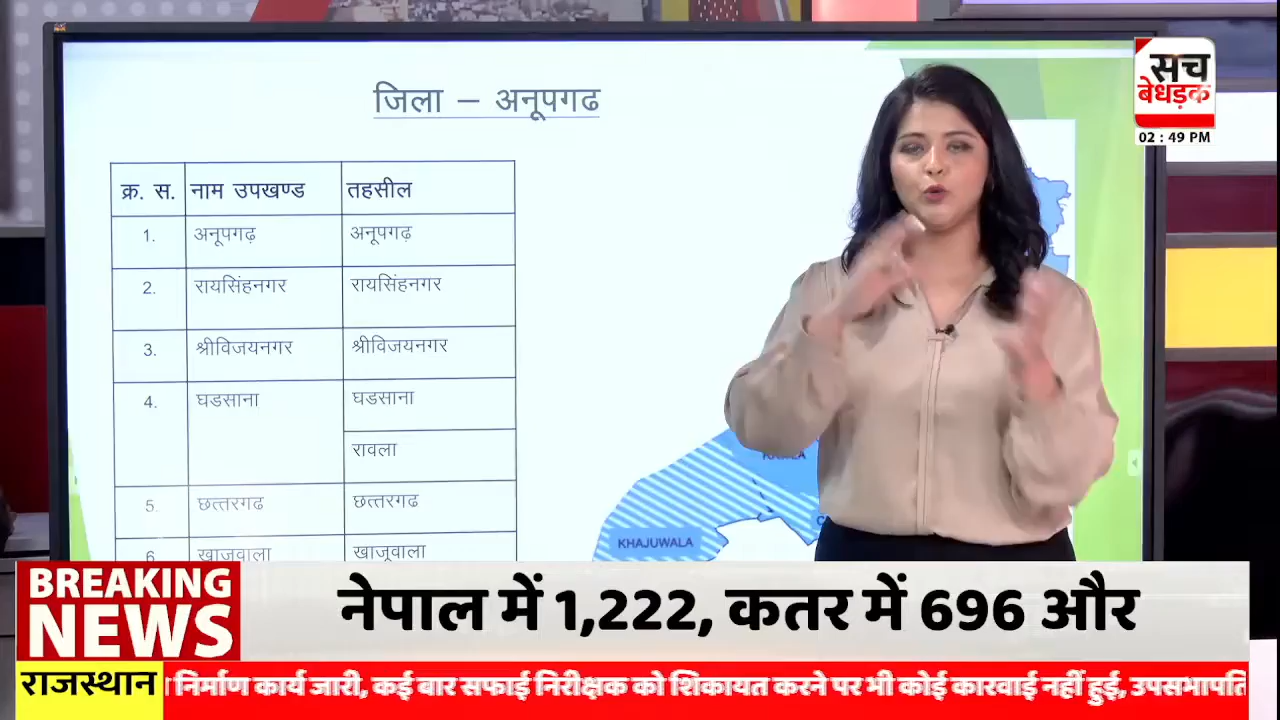 सच
बेधड़क
02 : 49 PM
जिला – अनूपगढ
क्र. स. नाम उपखण्ड तहसील
1. अनूपगढ़ अनूपगढ़
2. रायसिंहनगर रायसिंहनगर
3. श्रीविजयनगर श्रीविजयनगर
4. घडसाना घडसाना
रावला
5. छत्तरगढ छत्तरगढ
6. खाजूवाला खाजूवाला
KHAJUWALA
BREAKING
NEWS
नेपाल में 1,222, कतर में 696 और
राजस्थान
निर्माण कार्य जारी, कई बार सफाई निरीक्षक को शिकायत करने पर भी कोई कारवाई नहीं हुई, उपसभापति